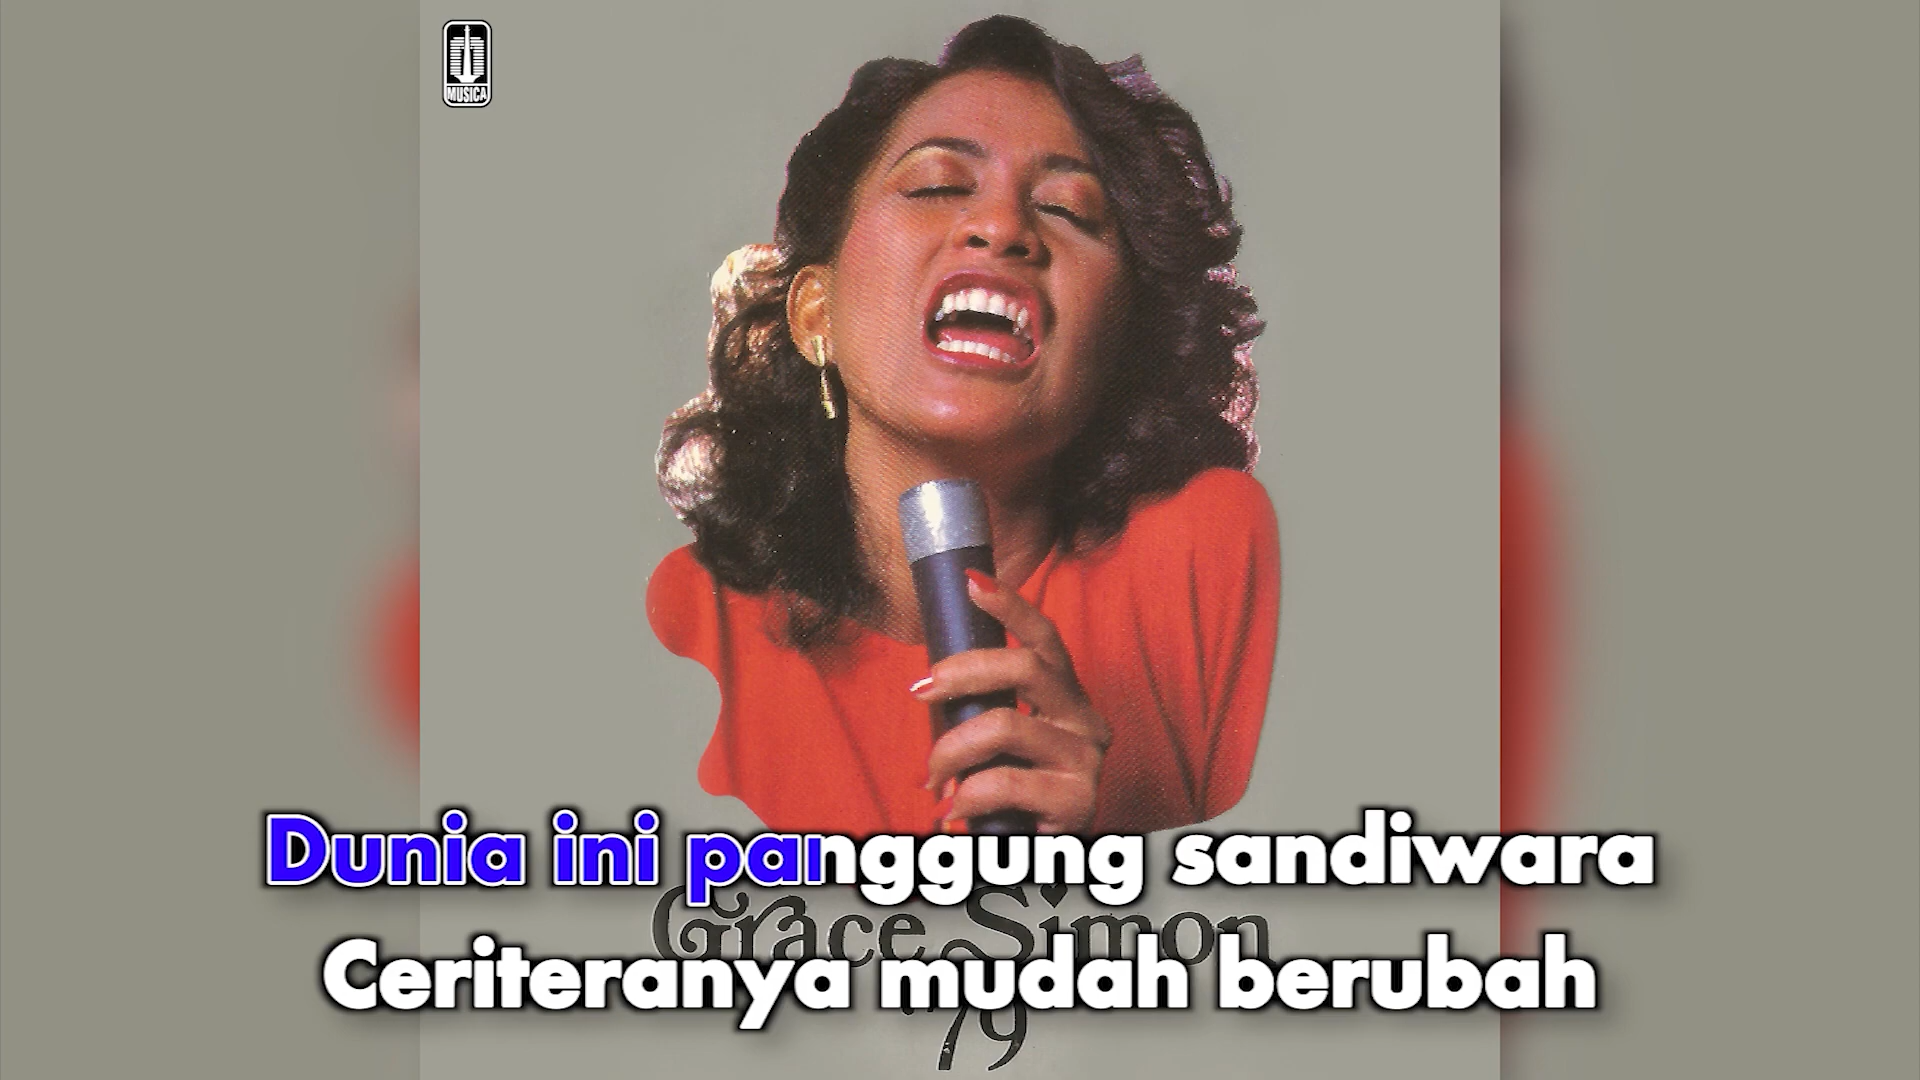 MUSICA
Dunia ini panggung sandiwara
Grace Simon
Ceriteranya mudah berubah
'79